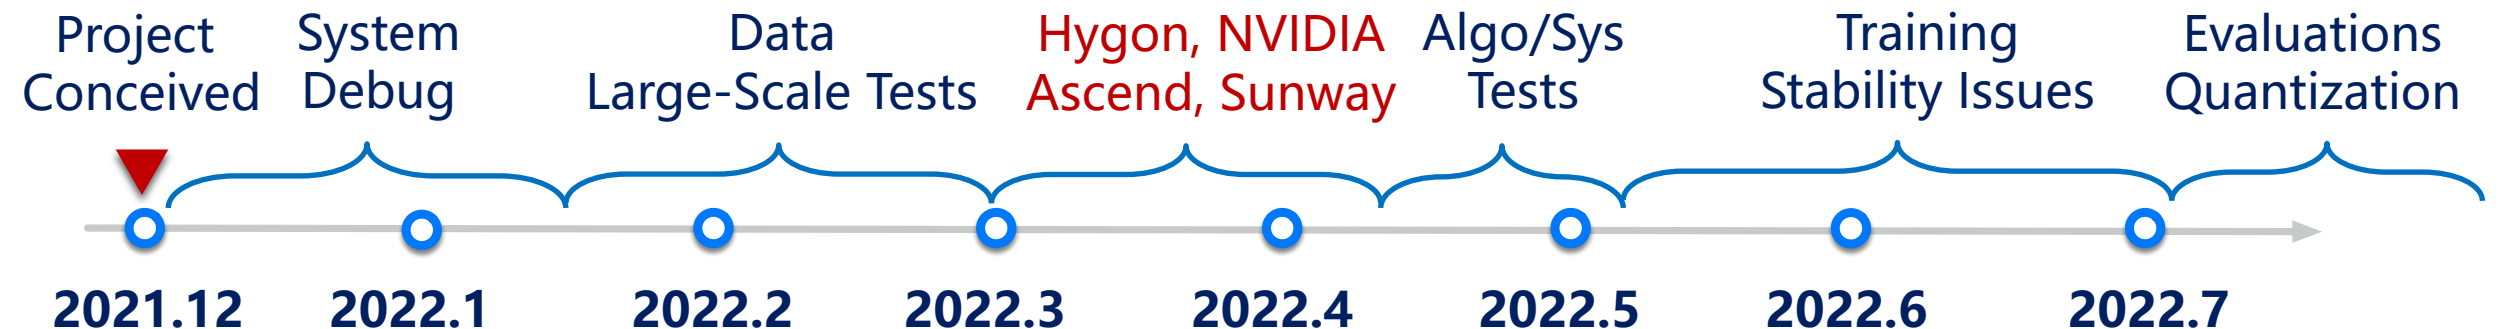 Project
Conceived
System
Debug
Data
Large-Scale Tests
Hygon, NVIDIA
Ascend, Sunway
Algo/Sys
Tests
Training
Stability Issues
Evaluations
Quantization
2021.12
2022.1
2022.2
2022.3
2022.4
2022.5
2022.6
2022.7